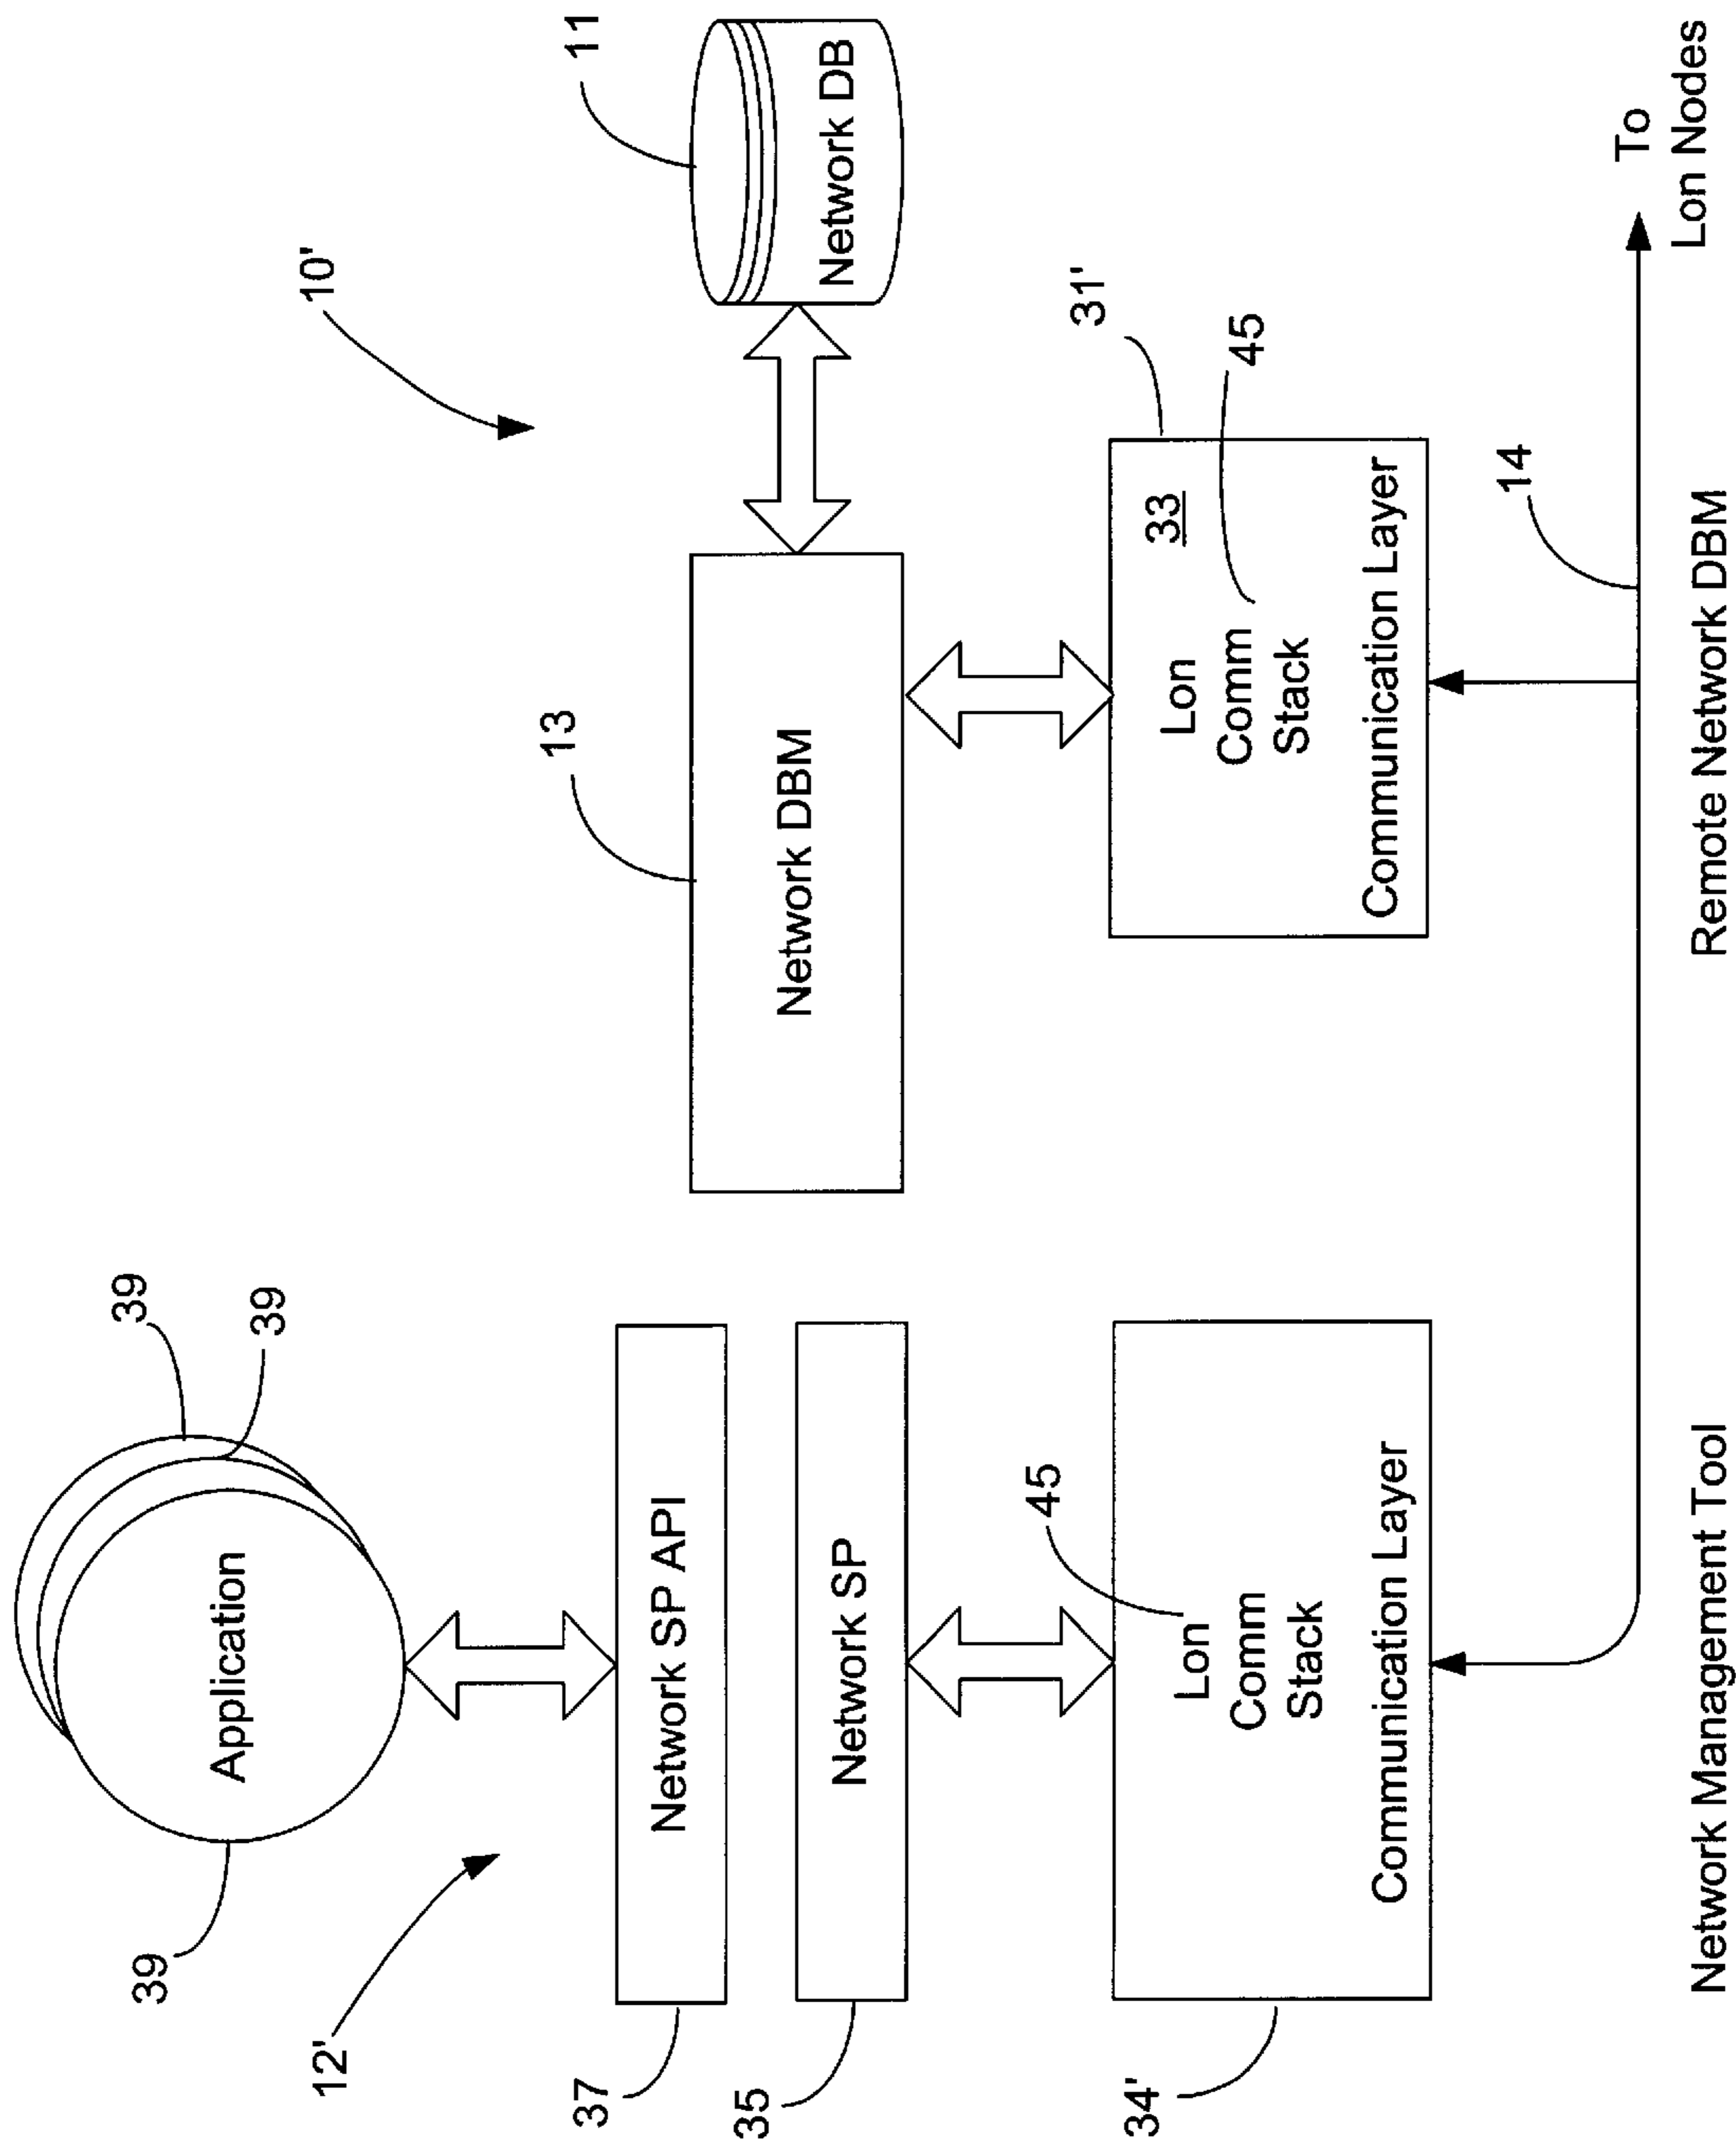 39
39
39
Application
12'
37
Network SP API
35
Network SP
45
34'
Lon
Comm
Stack
Communication Layer
Network Management Tool
10'
11
13
Network DBM
Network DB
31'
33
45
Lon
Comm
Stack
Communication Layer
14
To
Lon Nodes
Remote Network DBM